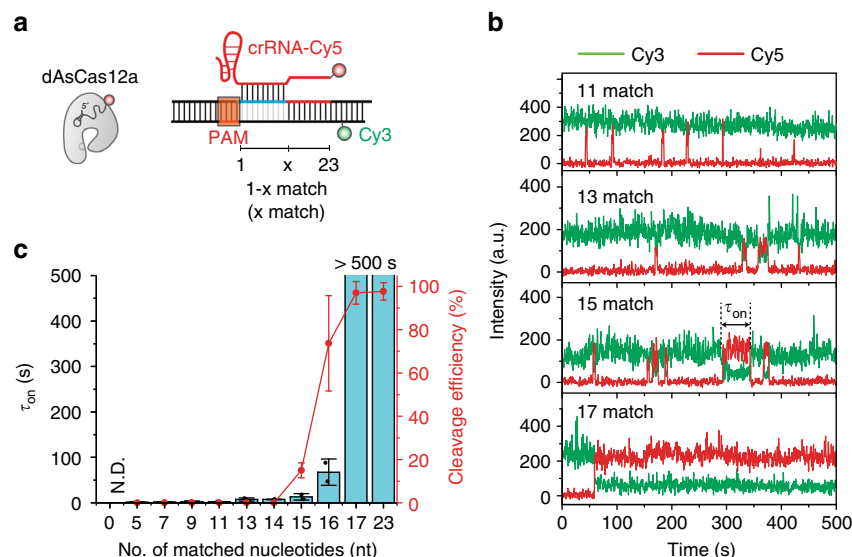 a
dAsCas12a
5′
crRNA-Cy5
PAM
Cy3
1 x 23
1-x match
(x match)
b
Cy3 Cy5
11 match
400
200
0
13 match
400
200
0
15 match
τon
400
200
0
17 match
400
200
0
Intensity (a.u.)
0 100 200 300 400 500
Time (s)
c
> 500 s
500
400
300
200
100
0
τon (s)
N.D.
100
80
60
40
20
0
Cleavage efficiency (%)
0 5 7 9 11 13 14 15 16 17 23
No. of matched nucleotides (nt)